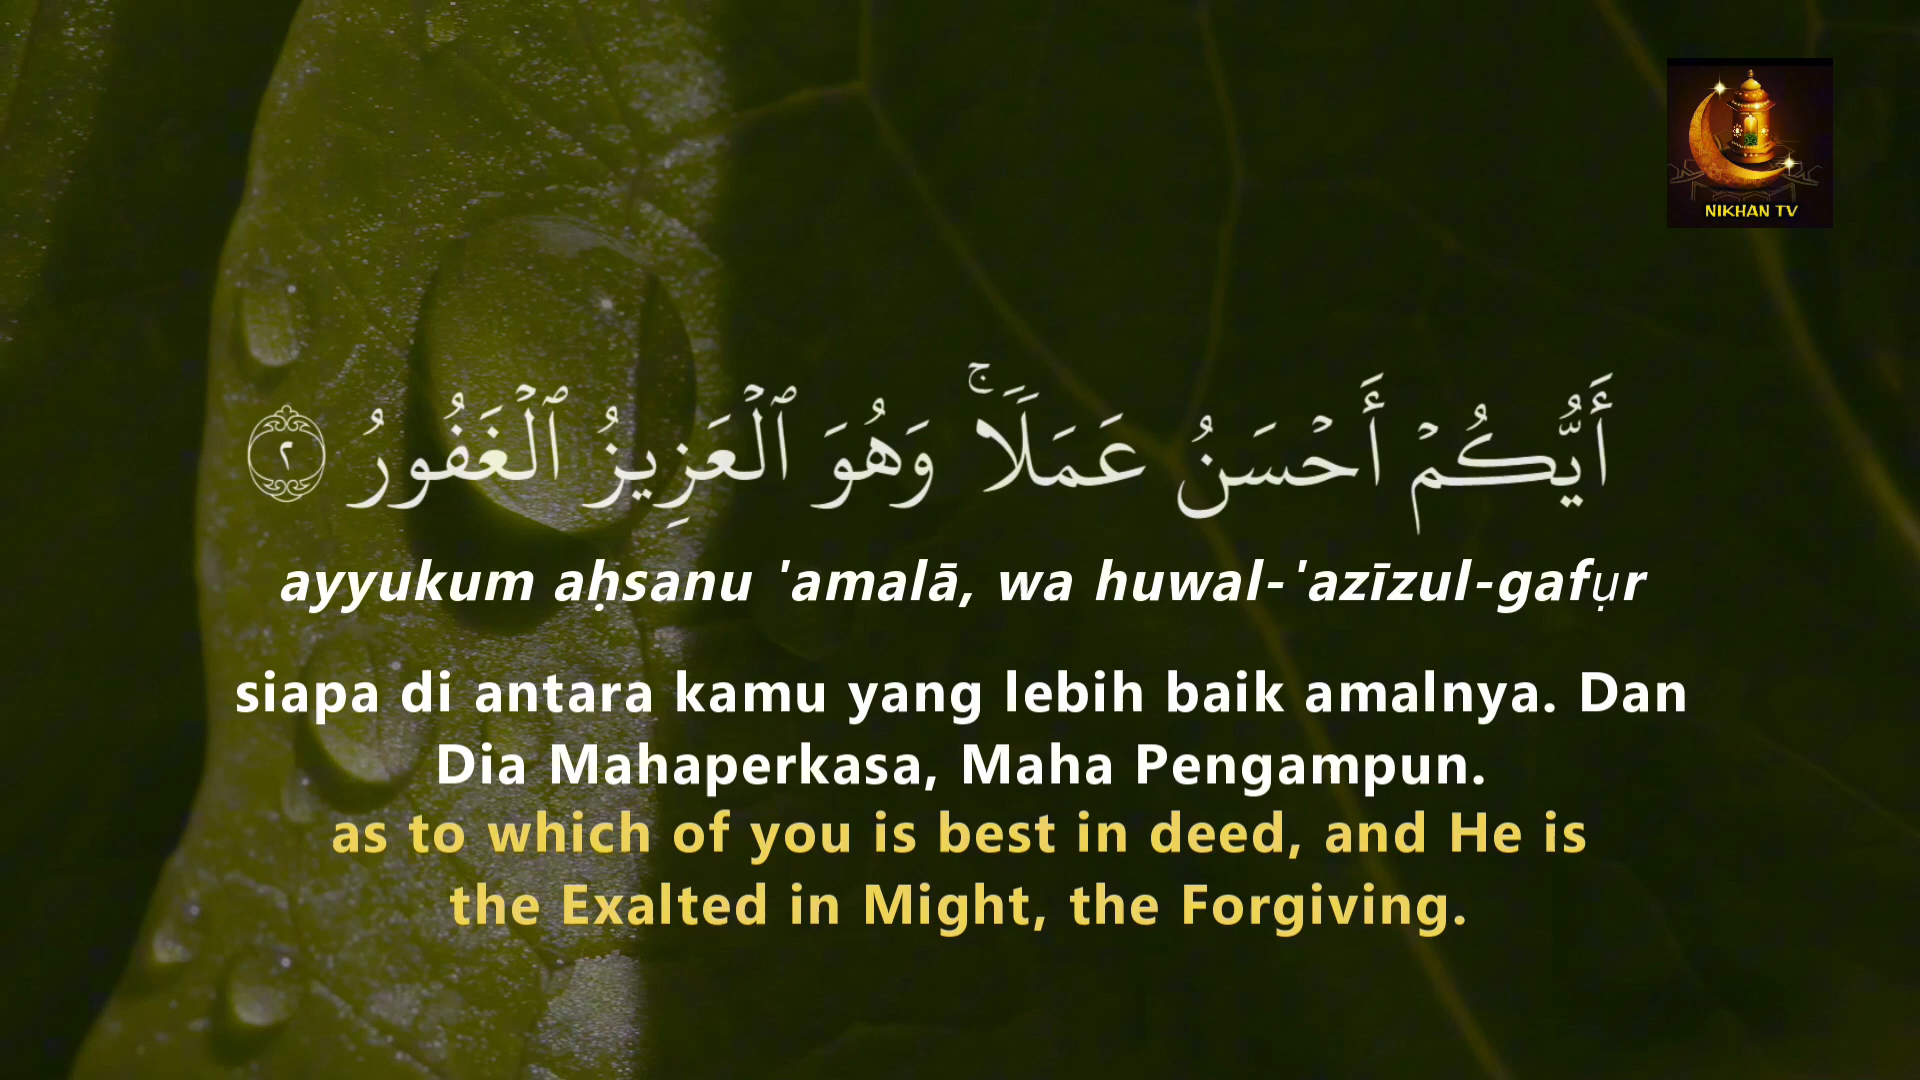 NIKHAN TV
أَيُّكُمۡ أَحۡسَنُ عَمَلٗاۚ وَهُوَ ٱلۡعَزِيزُ ٱلۡغَفُورُ ٢
ayyukum aḥsanu 'amalā, wa huwal-'azīzul-gafụr
siapa di antara kamu yang lebih baik amalnya. Dan
Dia Mahaperkasa, Maha Pengampun.
as to which of you is best in deed, and He is
the Exalted in Might, the Forgiving.